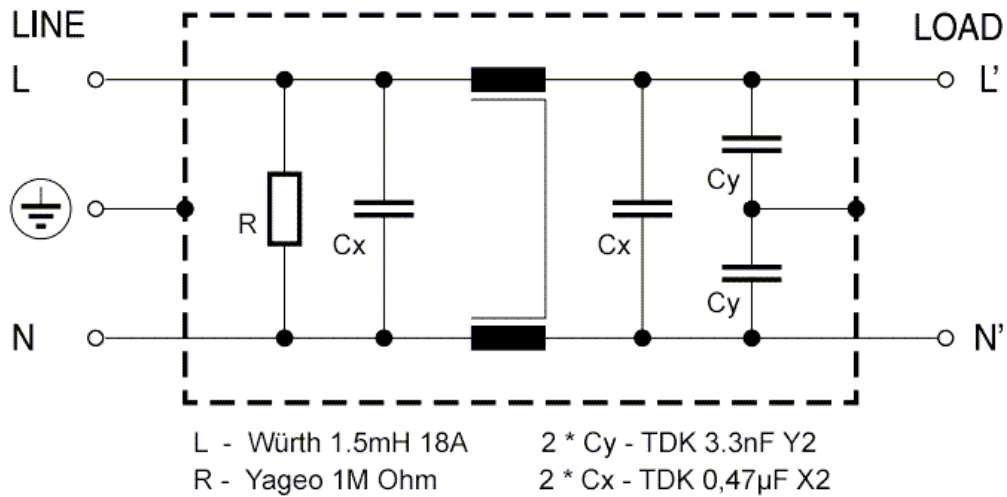 LINE LOAD
L L'
R Cx Cx Cy
Cy
N N'
L - Würth 1.5mH 18A 2 * Cy - TDK 3.3nF Y2
R - Yageo 1M Ohm 2 * Cx - TDK 0,47µF X2